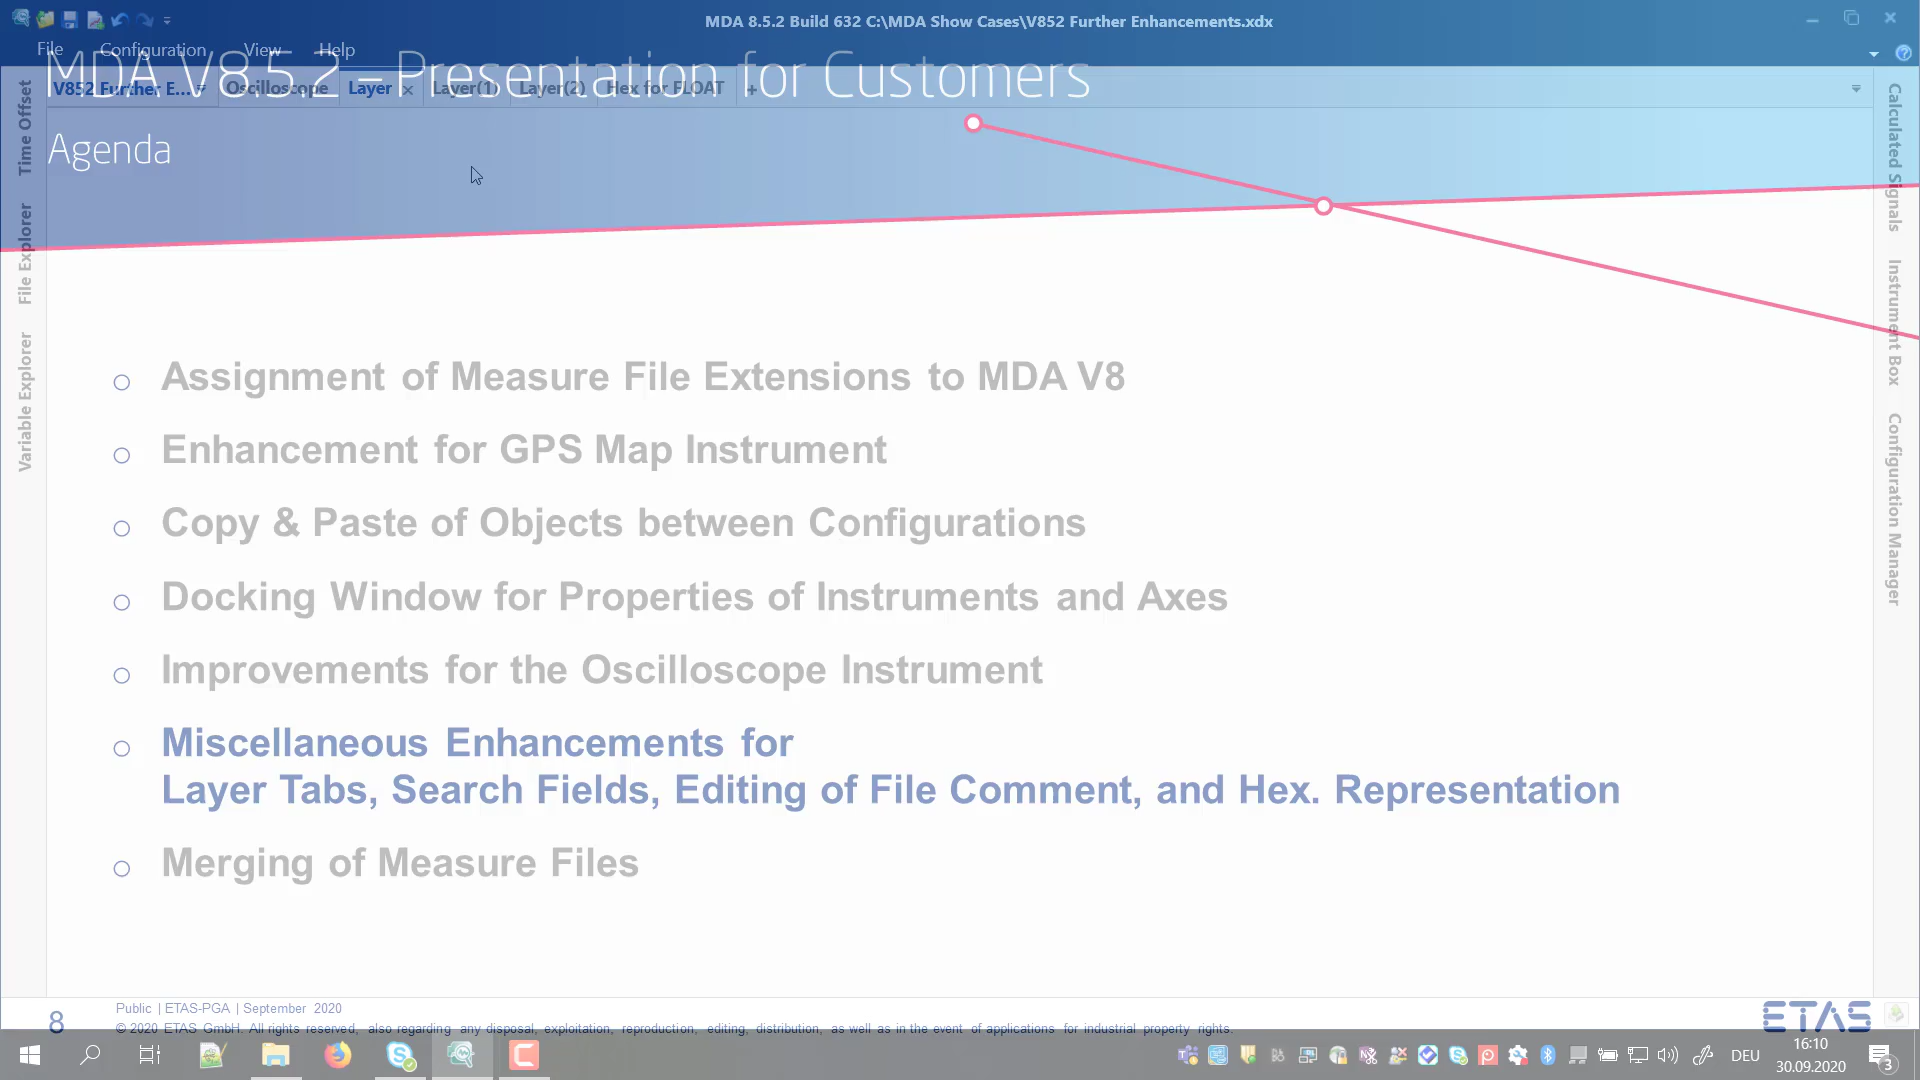 MDA 8.5.2 Build 632 C:\MDA Show Cases\V852 Further Enhancements.xdx
File Configuration View Help
MDA V8.5.2 – Presentation for Customers
V852 Further E... Oscilloscope Layer Layer(1) Layer(2) Hex for FLOAT +
Agenda
Time Offset
File Explorer
Variable Explorer
Calculated Signals
Instrument Box
Configuration Manager
Assignment of Measure File Extensions to MDA V8
Enhancement for GPS Map Instrument
Copy & Paste of Objects between Configurations
Docking Window for Properties of Instruments and Axes
Improvements for the Oscilloscope Instrument
Miscellaneous Enhancements for
Layer Tabs, Search Fields, Editing of File Comment, and Hex. Representation
Merging of Measure Files
8
Public | ETAS-PGA | September 2020
© 2020 ETAS GmbH. All rights reserved, also regarding any disposal, exploitation, reproduction, editing, distribution, as well as in the event of applications for industrial property rights.
ETAS
DEU
16:10
30.09.2020
3